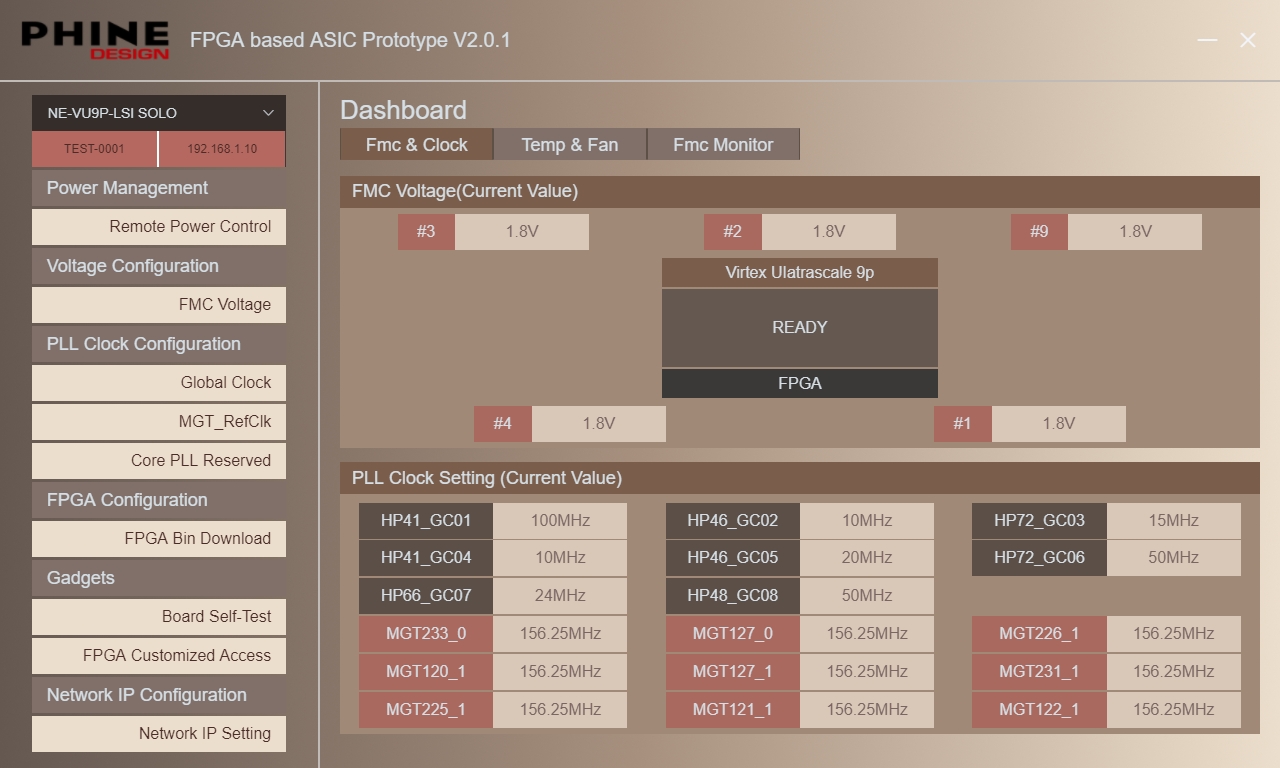 PHINE
DESIGN
FPGA based ASIC Prototype V2.0.1
NE-VU9P-LSI SOLO
TEST-0001 192.168.1.10
Power Management
Remote Power Control
Voltage Configuration
FMC Voltage
PLL Clock Configuration
Global Clock
MGT_RefClk
Core PLL Reserved
FPGA Configuration
FPGA Bin Download
Gadgets
Board Self-Test
FPGA Customized Access
Network IP Configuration
Network IP Setting
Dashboard
Fmc & Clock Temp & Fan Fmc Monitor
FMC Voltage(Current Value)
#3 1.8V #2 1.8V #9 1.8V
Virtex Ulatrascale 9p
READY
FPGA
#4 1.8V #1 1.8V
PLL Clock Setting (Current Value)
HP41_GC01 100MHz HP46_GC02 10MHz HP72_GC03 15MHz
HP41_GC04 10MHz HP46_GC05 20MHz HP72_GC06 50MHz
HP66_GC07 24MHz HP48_GC08 50MHz
MGT233_0 156.25MHz MGT127_0 156.25MHz MGT226_1 156.25MHz
MGT120_1 156.25MHz MGT127_1 156.25MHz MGT231_1 156.25MHz
MGT225_1 156.25MHz MGT121_1 156.25MHz MGT122_1 156.25MHz